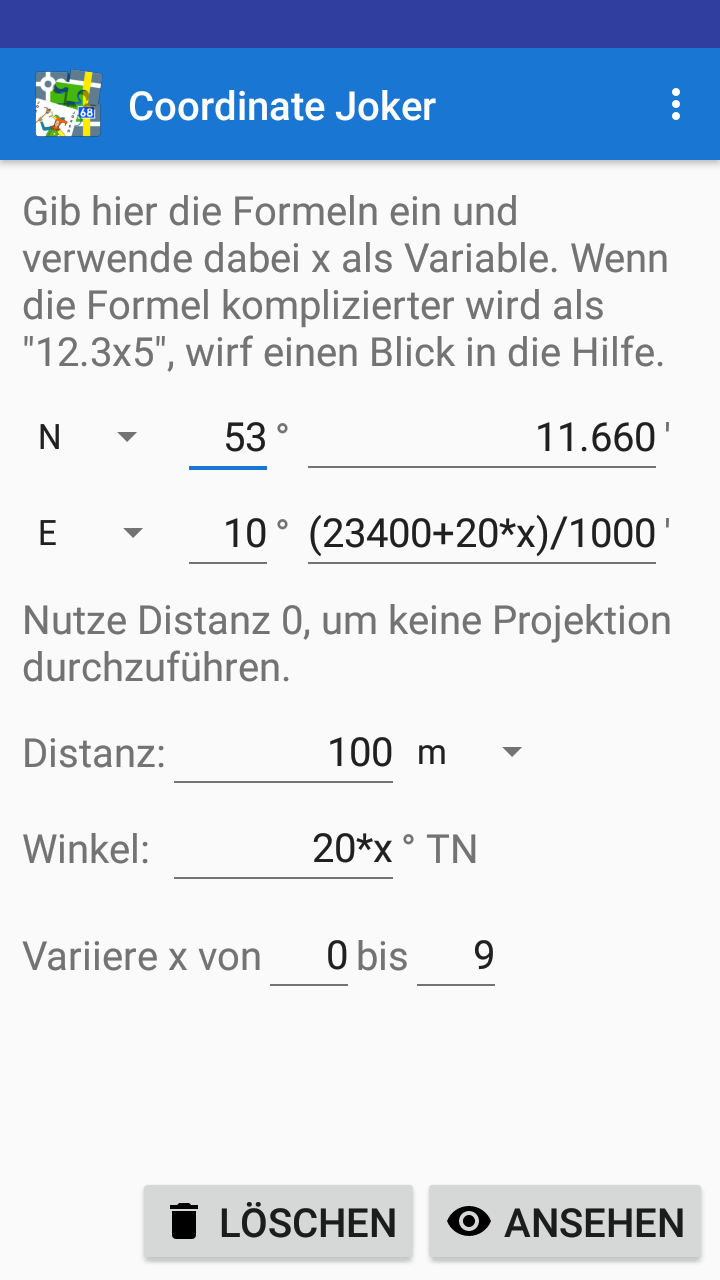 68
Coordinate Joker
Gib hier die Formeln ein und
verwende dabei x als Variable. Wenn
die Formel komplizierter wird als
"12.3x5", wirf einen Blick in die Hilfe.
N 53 ° 11.660 '
E 10 ° (23400+20*x)/1000 '
Nutze Distanz 0, um keine Projektion
durchzuführen.
Distanz: 100 m
Winkel: 20*x ° TN
Variiere x von 0 bis 9
LÖSCHEN ANSEHEN